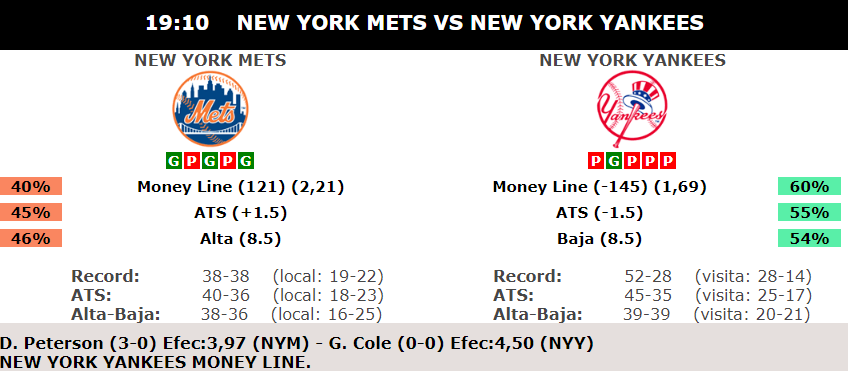 19:10 NEW YORK METS VS NEW YORK YANKEES
NEW YORK METS NEW YORK YANKEES
Mets Yankees
G P G P G P G P P P
40% Money Line (121) (2,21) Money Line (-145) (1,69) 60%
45% ATS (+1.5) ATS (-1.5) 55%
46% Alta (8.5) Baja (8.5) 54%
Record: 38-38 (local: 19-22) Record: 52-28 (visita: 28-14)
ATS: 40-36 (local: 18-23) ATS: 45-35 (visita: 25-17)
Alta-Baja: 38-36 (local: 16-25) Alta-Baja: 39-39 (visita: 20-21)
D. Peterson (3-0) Efec:3,97 (NYM) - G. Cole (0-0) Efec:4,50 (NYY)
NEW YORK YANKEES MONEY LINE.